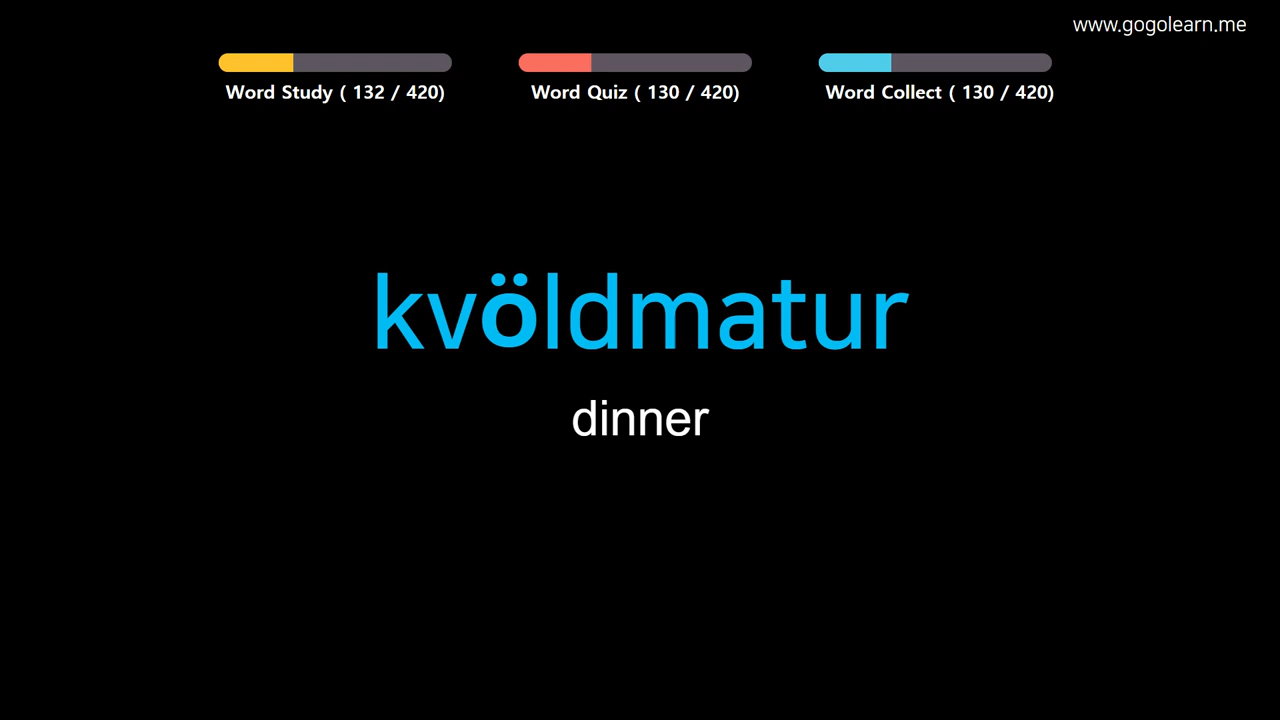 www.gogolearn.me
Word Study ( 132 / 420)
Word Quiz ( 130 / 420)
Word Collect ( 130 / 420)
kvöldmatur
dinner